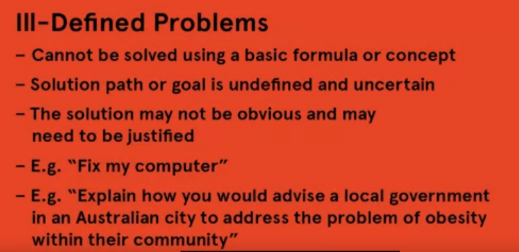 Ill-Defined Problems
– Cannot be solved using a basic formula or concept
– Solution path or goal is undefined and uncertain
– The solution may not be obvious and may
need to be justified
– E.g. “Fix my computer”
– E.g. “Explain how you would advise a local government
in an Australian city to address the problem of obesity
within their community”